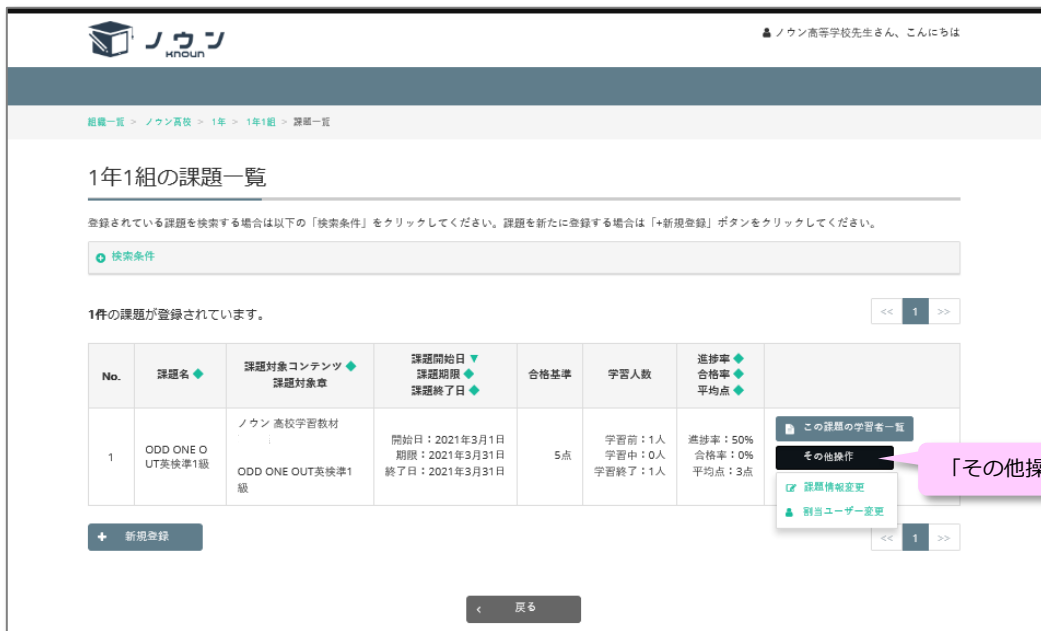 ノウン
KNOUN
ノウン高等学校先生さん、こんにちは
組織一覧 > ノウン高校 > 1年 > 1年1組 > 課題一覧
1年1組の課題一覧
登録されている課題を検索する場合は以下の「検索条件」をクリックしてください。課題を新たに登録する場合は「+新規登録」ボタンをクリックしてください。
検索条件
1件の課題が登録されています。
<< 1 >>
No.
課題名
課題対象コンテンツ
課題対象章
課題開始日 ▼
課題期限
課題終了日
合格基準
学習人数
進捗率
合格率
平均点
1
ODD ONE O
UT英検準1級
ノウン 高校学習教材
ODD ONE OUT英検準1
級
開始日:2021年3月1日
期限:2021年3月31日
終了日:2021年3月31日
5点
学習前:1人
学習中:0人
学習終了:1人
進捗率:50%
合格率:0%
平均点:3点
この課題の学習者一覧
その他操作
課題情報変更
割当ユーザー変更
「その他操
+ 新規登録
<< 1 >>
< 戻る